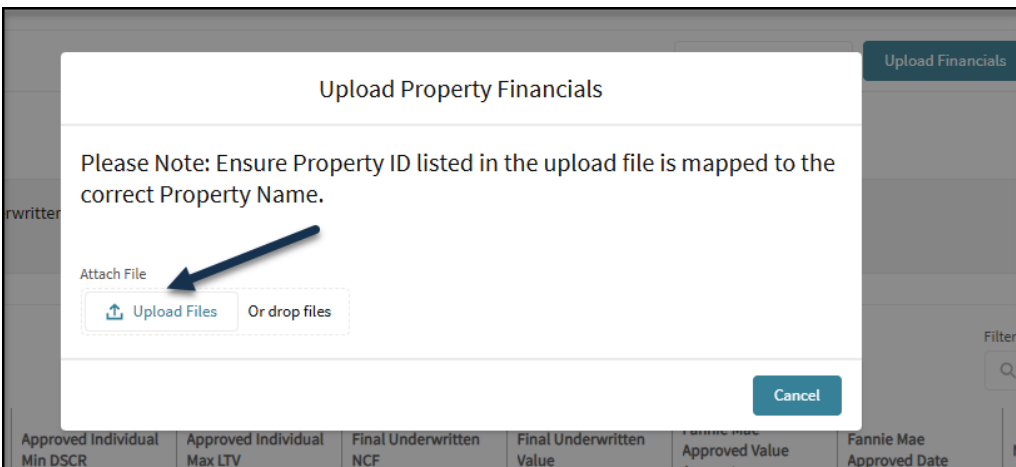 Upload Financials
Upload Property Financials
Please Note: Ensure Property ID listed in the upload file is mapped to the
correct Property Name.
Attach File
Upload Files Or drop files
Filter
Cancel
Approved Individual
Min DSCR
Approved Individual
Max LTV
Final Underwritten
NCF
Final Underwritten
Value
Fannie Mae
Approved Value
Fannie Mae
Approved Date